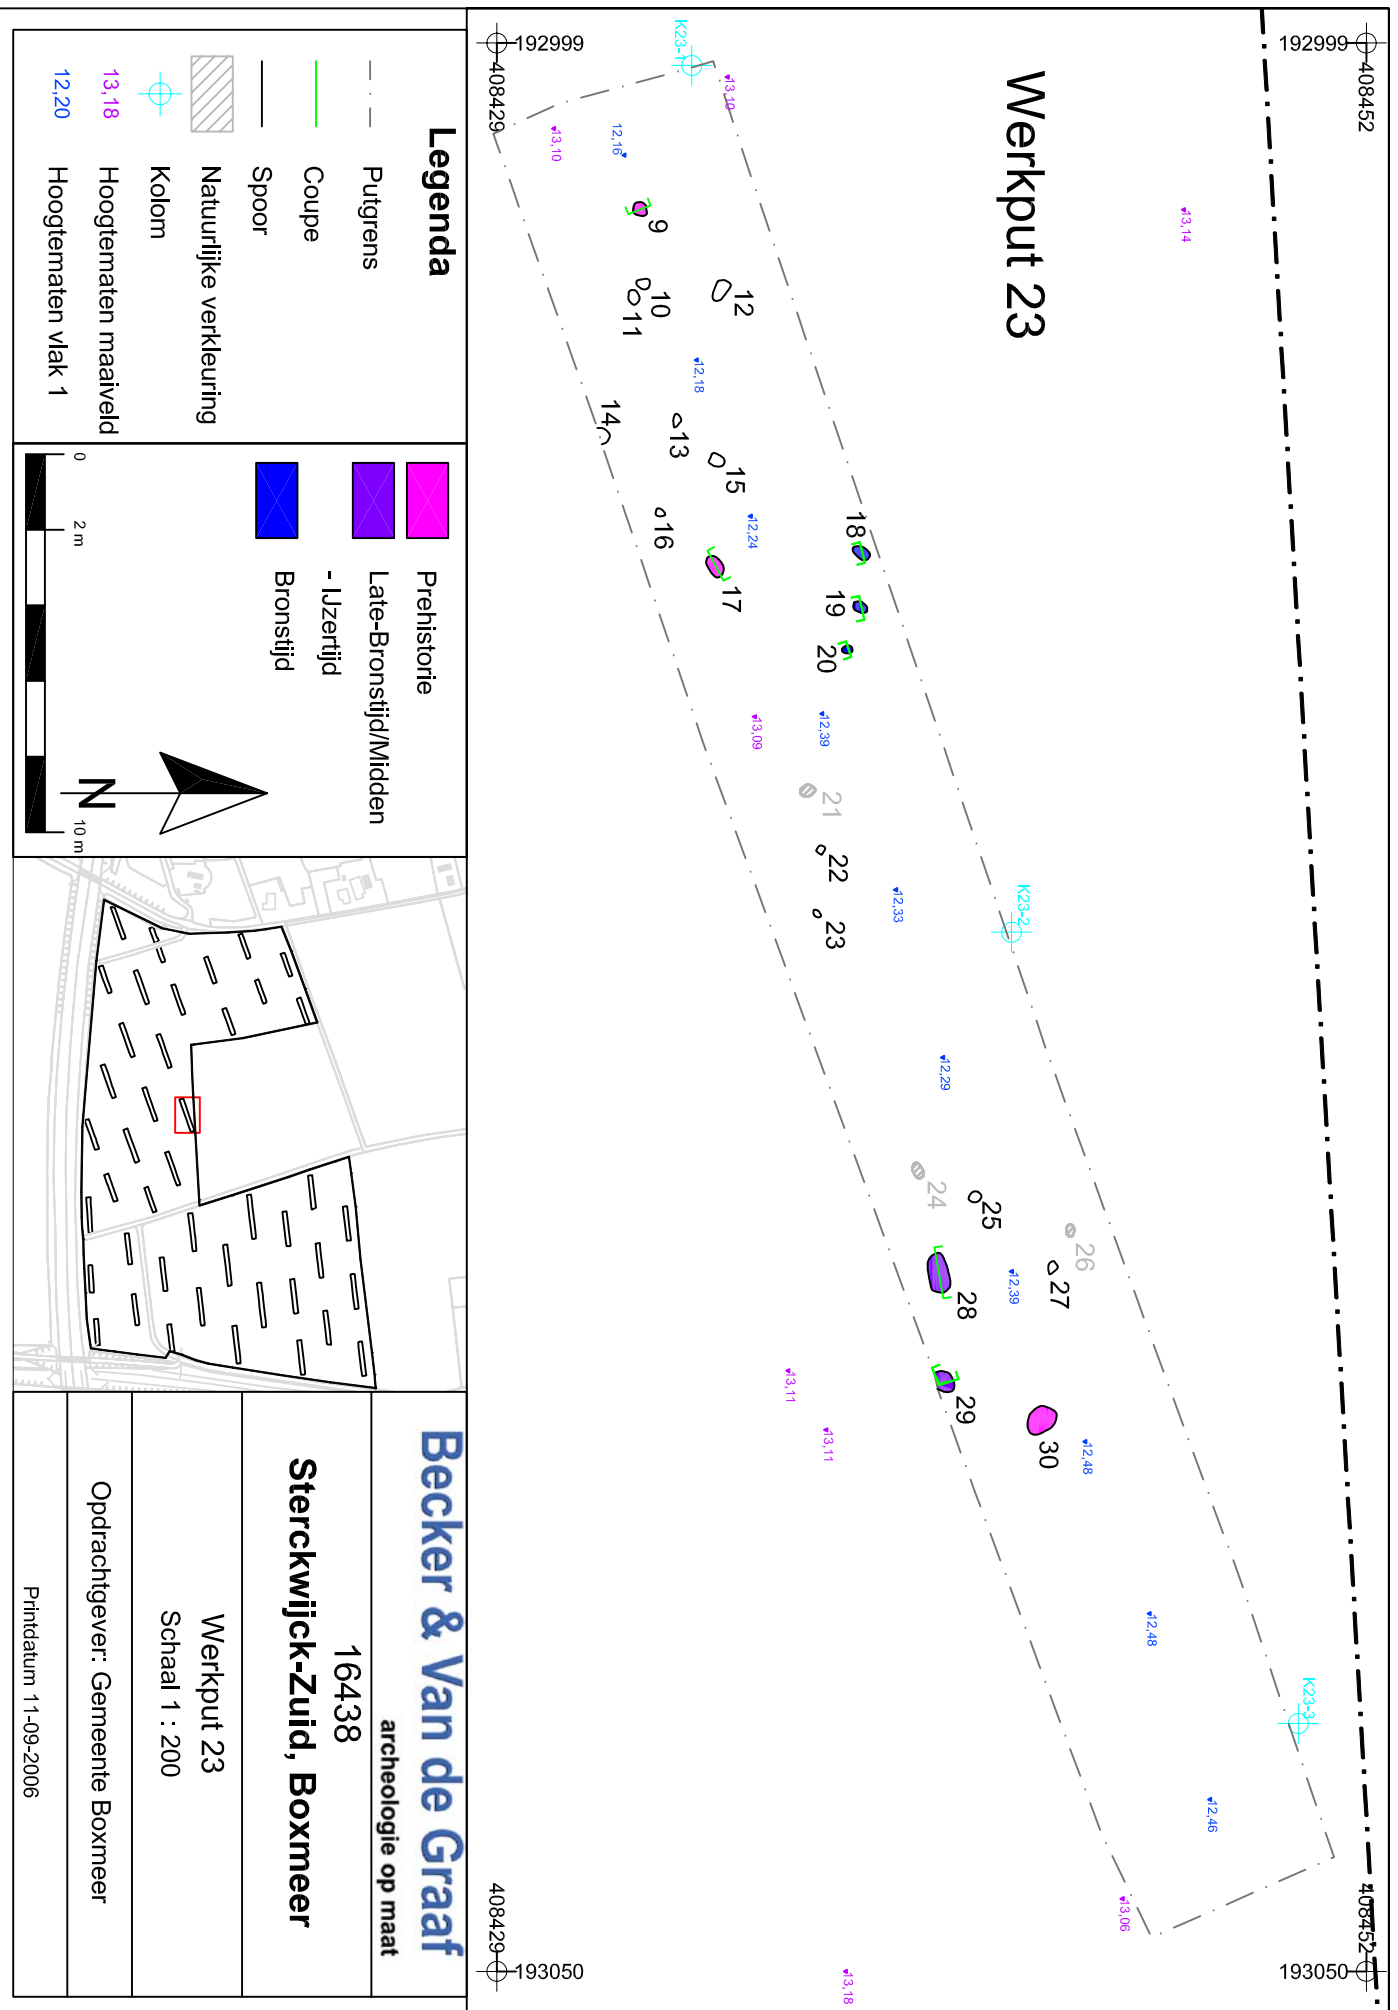 Werkput 23
408452
192999
408452
193050
192999
408429
408429
193050
K23-1
K23-2
K23-3
13,14
13,10
13,10
12,16
12,18
12,24
12,39
13,09
12,33
12,29
12,39
12,48
12,48
12,46
13,11
13,11
13,06
13,18
9
10
11
12
13
14
15
16
17
18
19
20
21
22
23
24
25
26
27
28
29
30
Legenda
Putgrens
Coupe
Spoor
Natuurlijke verkleuring
Kolom
13,18 Hoogtematen maaiveld
12,20 Hoogtematen vlak 1
Prehistorie
Late-Bronstijd/Midden
- IJzertijd
Bronstijd
N
0 2 m 10 m
Becker & Van de Graaf
archeologie op maat
16438
Sterckwijck-Zuid, Boxmeer
Werkput 23
Schaal 1 : 200
Opdrachtgever: Gemeente Boxmeer
Printdatum 11-09-2006